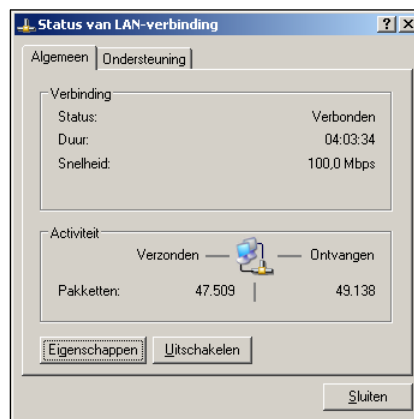 Status van LAN-verbinding
Algemeen Ondersteuning
Verbinding
Status: Verbonden
Duur: 04:03:34
Snelheid: 100,0 Mbps
Activiteit
Verzonden Ontvangen
Pakketten: 47.509 49.138
Eigenschappen Uitschakelen
Sluiten